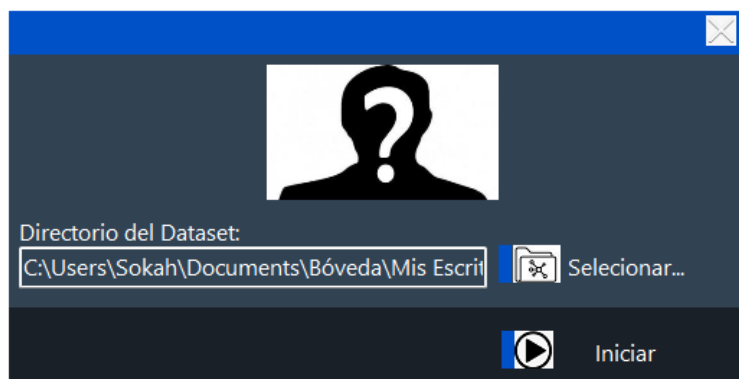 ?
Directorio del Dataset:
C:\Users\Sokah\Documents\Bóveda\Mis Escrit
Selecionar...
Iniciar